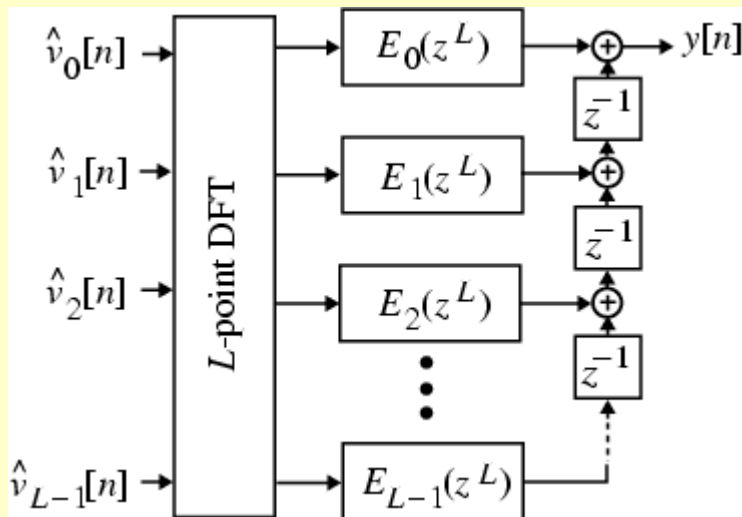 v̂₀[n]
E₀(z^L)
+
y[n]
z⁻¹
v̂₁[n]
E₁(z^L)
+
z⁻¹
L-point DFT
v̂₂[n]
E₂(z^L)
+
z⁻¹
v̂_{L−1}[n]
E_{L−1}(z^L)